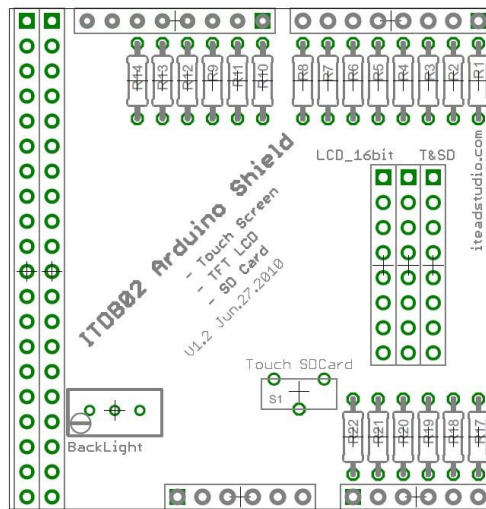 R14 R13 R12 R9 R11 R10 R8 R7 R6 R5 R4 R3 R2 R1
LCD_16bit T&SD
iteadstudio.com
ITDB02 Arduino Shield
- Touch Screen
- TFT LCD
- SD Card
V1.2 Jun.27.2010
Touch SDCard
S1
BackLight
R22 R21 R20 R19 R18 R17